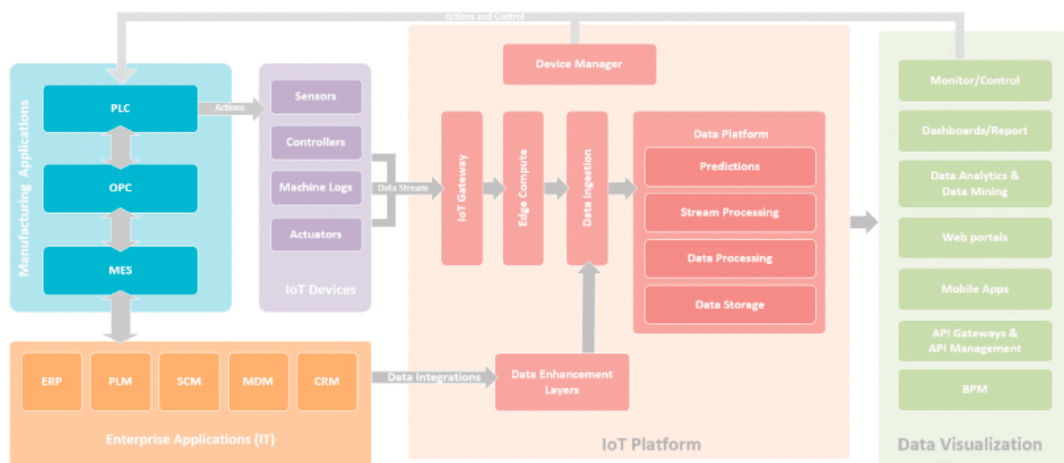 Actions and Control
Manufacturing Applications
PLC
OPC
MES
Actions
Sensors
Controllers
Machine Logs
Actuators
IoT Devices
Data Stream
Device Manager
IoT Gateway
Edge Compute
Data Ingestion
Data Platform
Predictions
Stream Processing
Data Processing
Data Storage
Data Enhancement
Layers
IoT Platform
ERP
PLM
SCM
MDM
CRM
Enterprise Applications (IT)
Data Integrations
Monitor/Control
Dashboards/Report
Data Analytics &
Data Mining
Web portals
Mobile Apps
API Gateways &
API Management
BPM
Data Visualization